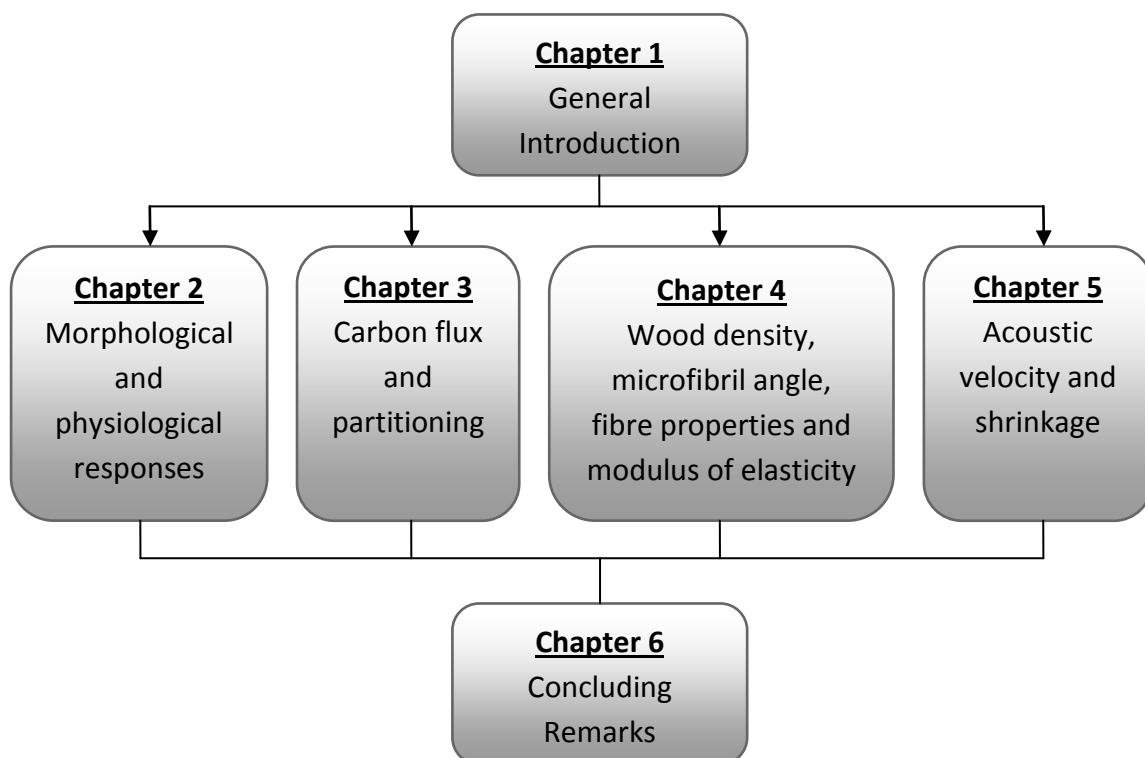 Chapter 1
General
Introduction
Chapter 2
Morphological
and
physiological
responses
Chapter 3
Carbon flux
and
partitioning
Chapter 4
Wood density,
microfibril angle,
fibre properties and
modulus of elasticity
Chapter 5
Acoustic
velocity and
shrinkage
Chapter 6
Concluding
Remarks